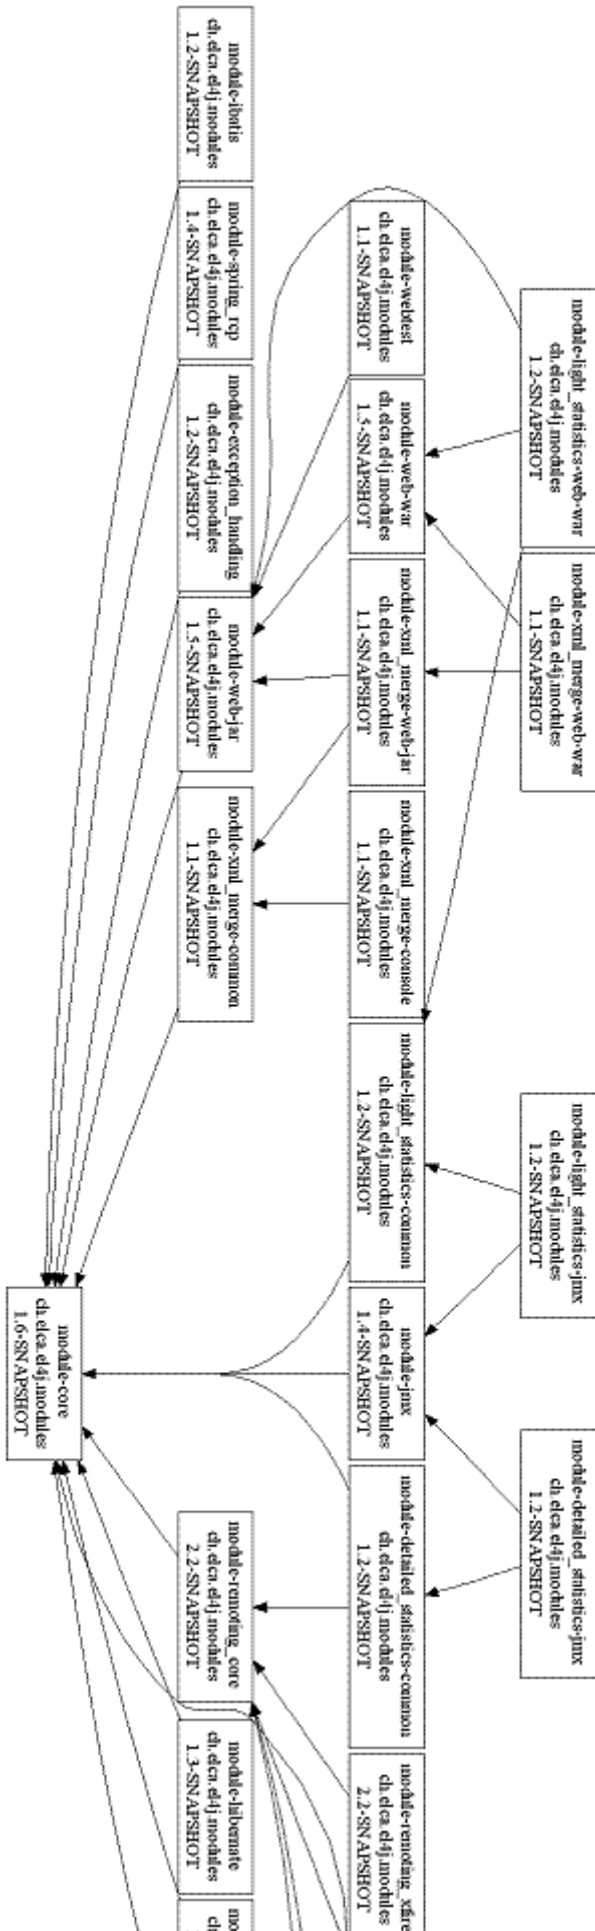 module-ibatis
ch.elca.el4j.modules
1.2-SNAPSHOT
module-spring_rcp
ch.elca.el4j.modules
1.4-SNAPSHOT
module-exception_handling
ch.elca.el4j.modules
1.2-SNAPSHOT
module-web-jar
ch.elca.el4j.modules
1.5-SNAPSHOT
module-xml_merge-common
ch.elca.el4j.modules
1.1-SNAPSHOT
module-webtest
ch.elca.el4j.modules
1.1-SNAPSHOT
module-web-war
ch.elca.el4j.modules
1.5-SNAPSHOT
module-xml_merge-web-jar
ch.elca.el4j.modules
1.1-SNAPSHOT
module-xml_merge-console
ch.elca.el4j.modules
1.1-SNAPSHOT
module-light_statistics-common
ch.elca.el4j.modules
1.2-SNAPSHOT
module-jmx
ch.elca.el4j.modules
1.4-SNAPSHOT
module-detailed_statistics-common
ch.elca.el4j.modules
1.2-SNAPSHOT
module-remoting_xfire
ch.elca.el4j.modules
2.2-SNAPSHOT
module-light_statistics-web-war
ch.elca.el4j.modules
1.2-SNAPSHOT
module-xml_merge-web-war
ch.elca.el4j.modules
1.1-SNAPSHOT
module-light_statistics-jmx
ch.elca.el4j.modules
1.2-SNAPSHOT
module-detailed_statistics-jmx
ch.elca.el4j.modules
1.2-SNAPSHOT
module-core
ch.elca.el4j.modules
1.6-SNAPSHOT
module-remoting_core
ch.elca.el4j.modules
2.2-SNAPSHOT
module-hibernate
ch.elca.el4j.modules
1.3-SNAPSHOT